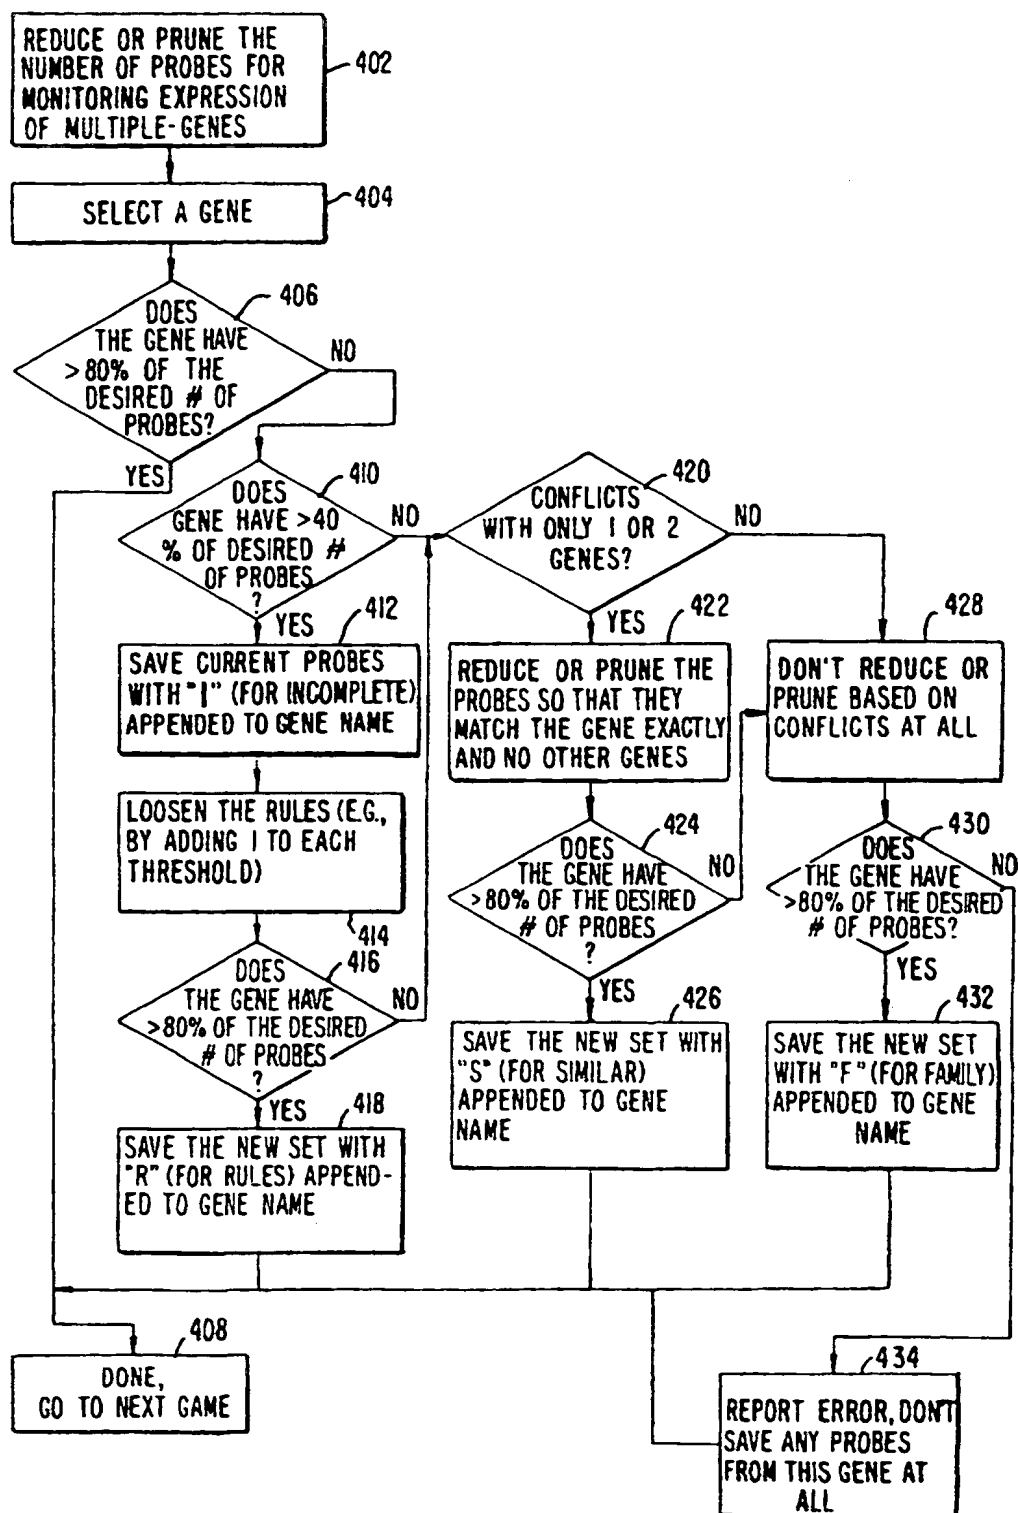 REDUCE OR PRUNE THE
NUMBER OF PROBES FOR
MONITORING EXPRESSION
OF MULTIPLE-GENES
402
SELECT A GENE
404
406
DOES
THE GENE HAVE
>80% OF THE
DESIRED # OF
PROBES?
NO
YES
410
DOES
GENE HAVE >40
% OF DESIRED #
OF PROBES
?
NO
YES
412
SAVE CURRENT PROBES
WITH "I" (FOR INCOMPLETE)
APPENDED TO GENE NAME
LOOSEN THE RULES (E.G.,
BY ADDING 1 TO EACH
THRESHOLD)
414
416
DOES
THE GENE HAVE
>80% OF THE DESIRED
# OF PROBES
?
NO
YES
418
SAVE THE NEW SET WITH
"R" (FOR RULES) APPEND-
ED TO GENE NAME
420
CONFLICTS
WITH ONLY 1 OR 2
GENES?
NO
YES
422
REDUCE OR PRUNE THE
PROBES SO THAT THEY
MATCH THE GENE EXACTLY
AND NO OTHER GENES
424
DOES
THE GENE HAVE
>80% OF THE DESIRED
# OF PROBES
?
NO
YES
426
SAVE THE NEW SET WITH
"S" (FOR SIMILAR)
APPENDED TO GENE
NAME
428
DON'T REDUCE OR
PRUNE BASED ON
CONFLICTS AT ALL
430
DOES
THE GENE HAVE
>80% OF THE DESIRED
# OF PROBES?
NO
YES
432
SAVE THE NEW SET
WITH "F" (FOR FAMILY)
APPENDED TO GENE
NAME
408
DONE,
GO TO NEXT GAME
434
REPORT ERROR, DON'T
SAVE ANY PROBES
FROM THIS GENE AT
ALL